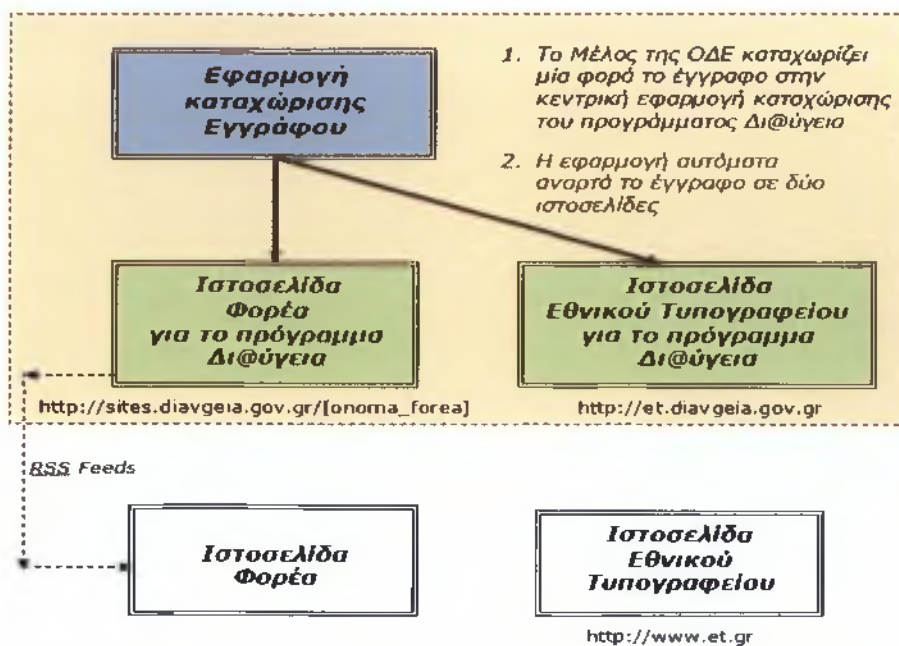 Εφαρμογή
καταχώρισης
Εγγράφου
1. Το Μέλος της ΟΔΕ καταχωρίζει
μία φορά το έγγραφο στην
κεντρική εφαρμογή καταχώρισης
του προγράμματος Δι@ύγεια
2. Η εφαρμογή αυτόματα
αναρτά το έγγραφο σε δύο
ιστοσελίδες
Ιστοσελίδα
Φορέα
για το πρόγραμμα
Δι@ύγεια
http://sites.diavgeia.gov.gr/[onoma_forea]
Ιστοσελίδα
Εθνικού Τυπογραφείου
για το πρόγραμμα
Δι@ύγεια
http://et.diavgeia.gov.gr
RSS Feeds
Ιστοσελίδα
Φορέα
Ιστοσελίδα
Εθνικού
Τυπογραφείου
http://www.et.gr